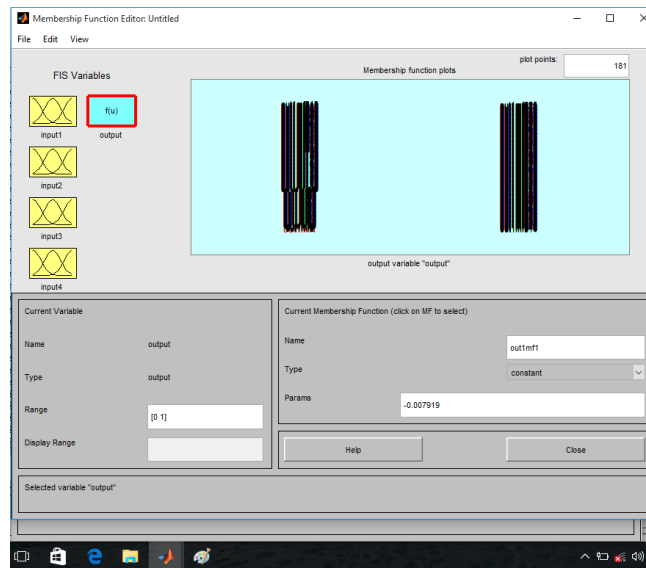 Membership Function Editor: Untitled
File Edit View
FIS Variables
Membership function plots
plot points:
181
f(u)
input1
output
input2
input3
input4
output variable "output"
Current Variable
Name output
Type output
Range [0 1]
Display Range
Current Membership Function (click on MF to select)
Name out1mf1
Type constant
Params -0.007919
Help
Close
Selected variable "output"